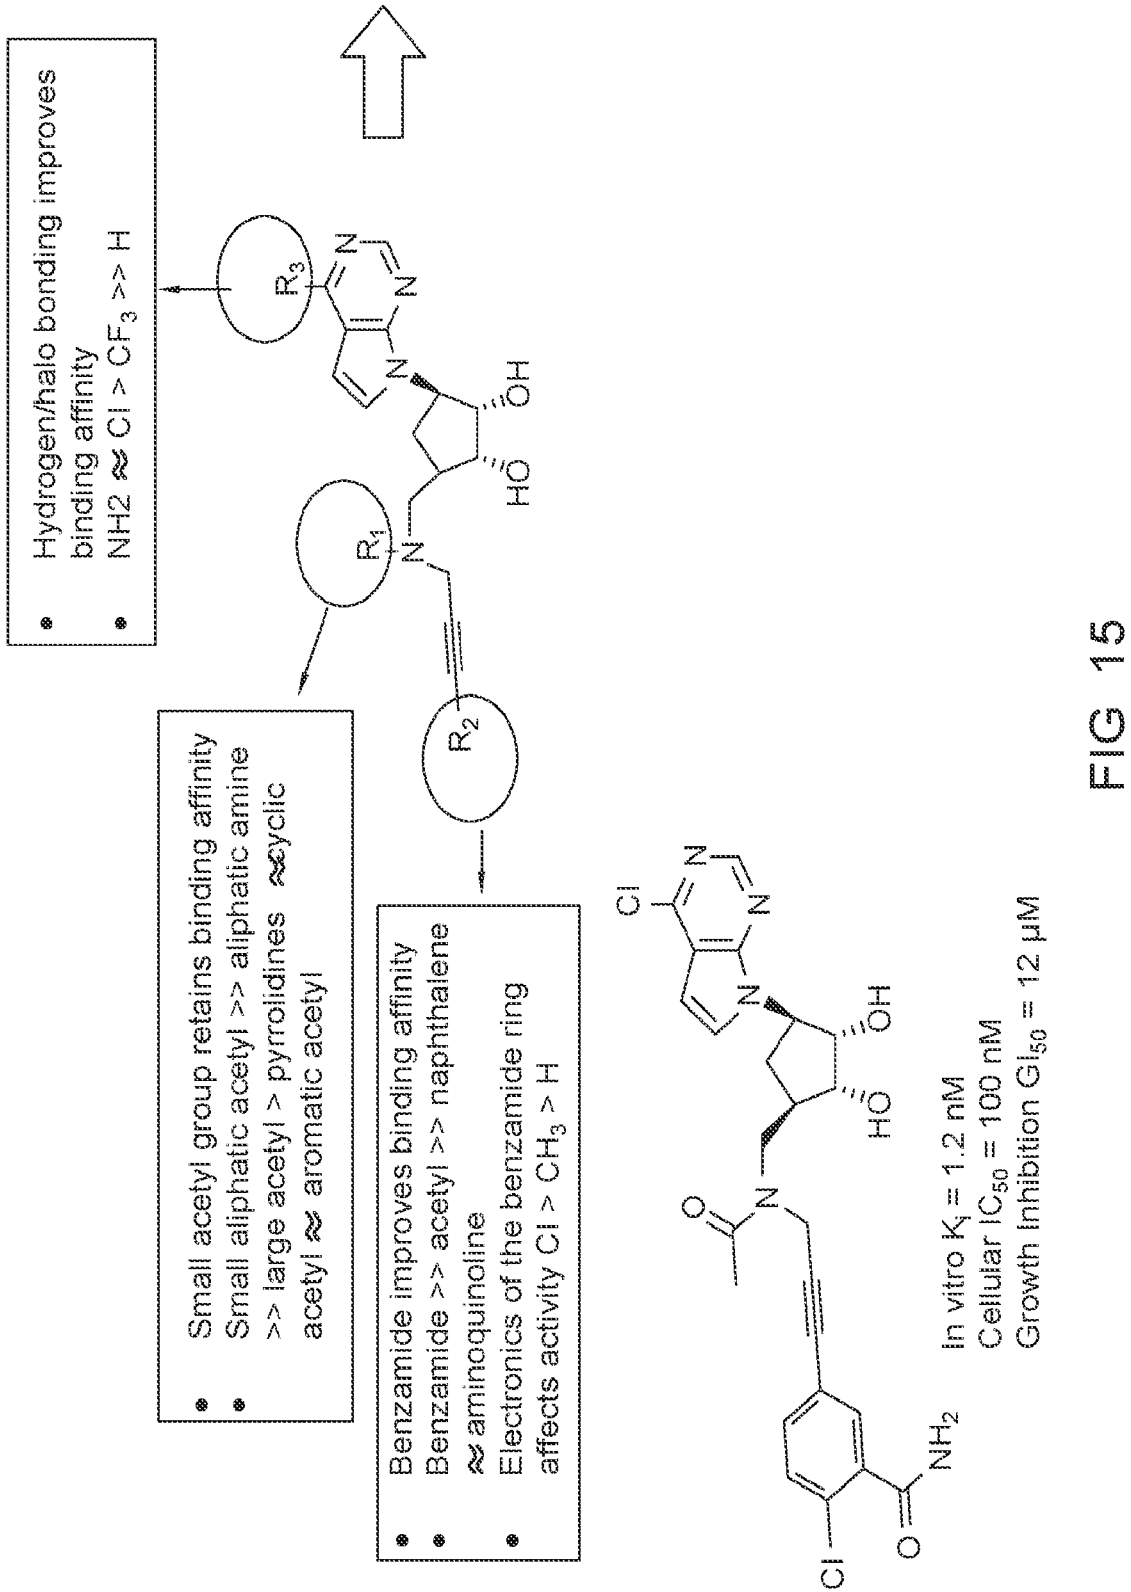 • Hydrogen/halo bonding improves
binding affinity
• NH2 ≈ Cl > CF3 >> H
• Small acetyl group retains binding affinity
• Small aliphatic acetyl >> aliphatic amine
>> large acetyl > pyrrolidines ≈cyclic
acetyl ≈ aromatic acetyl
• Benzamide improves binding affinity
• Benzamide >> acetyl >> naphthalene
≈ aminoquinoline
• Electronics of the benzamide ring
affects activity Cl > CH3 > H
R3
N
N
N
R1
N
R2
HO
OH
Cl
N
N
N
O
N
HO
OH
Cl
O
NH2
In vitro Ki = 1.2 nM
Cellular IC50 = 100 nM
Growth Inhibition GI50 = 12 µM
FIG 15